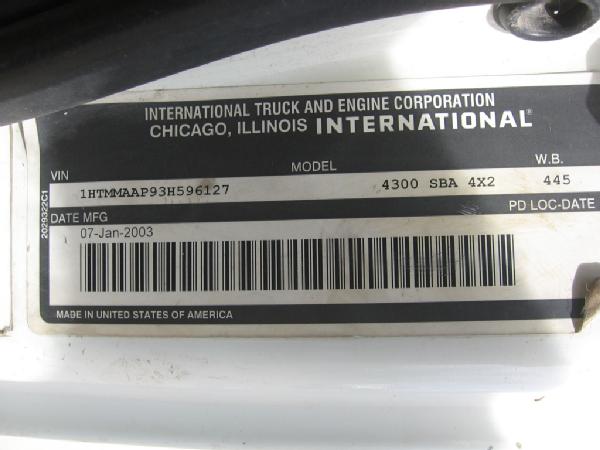 INTERNATIONAL TRUCK AND ENGINE CORPORATION
CHICAGO, ILLINOIS INTERNATIONAL®
VIN MODEL W.B.
1HTMMAAP93H596127 4300 SBA 4X2 445
DATE MFG PD LOC-DATE
07-Jan-2003
MADE IN UNITED STATES OF AMERICA
2029322C1